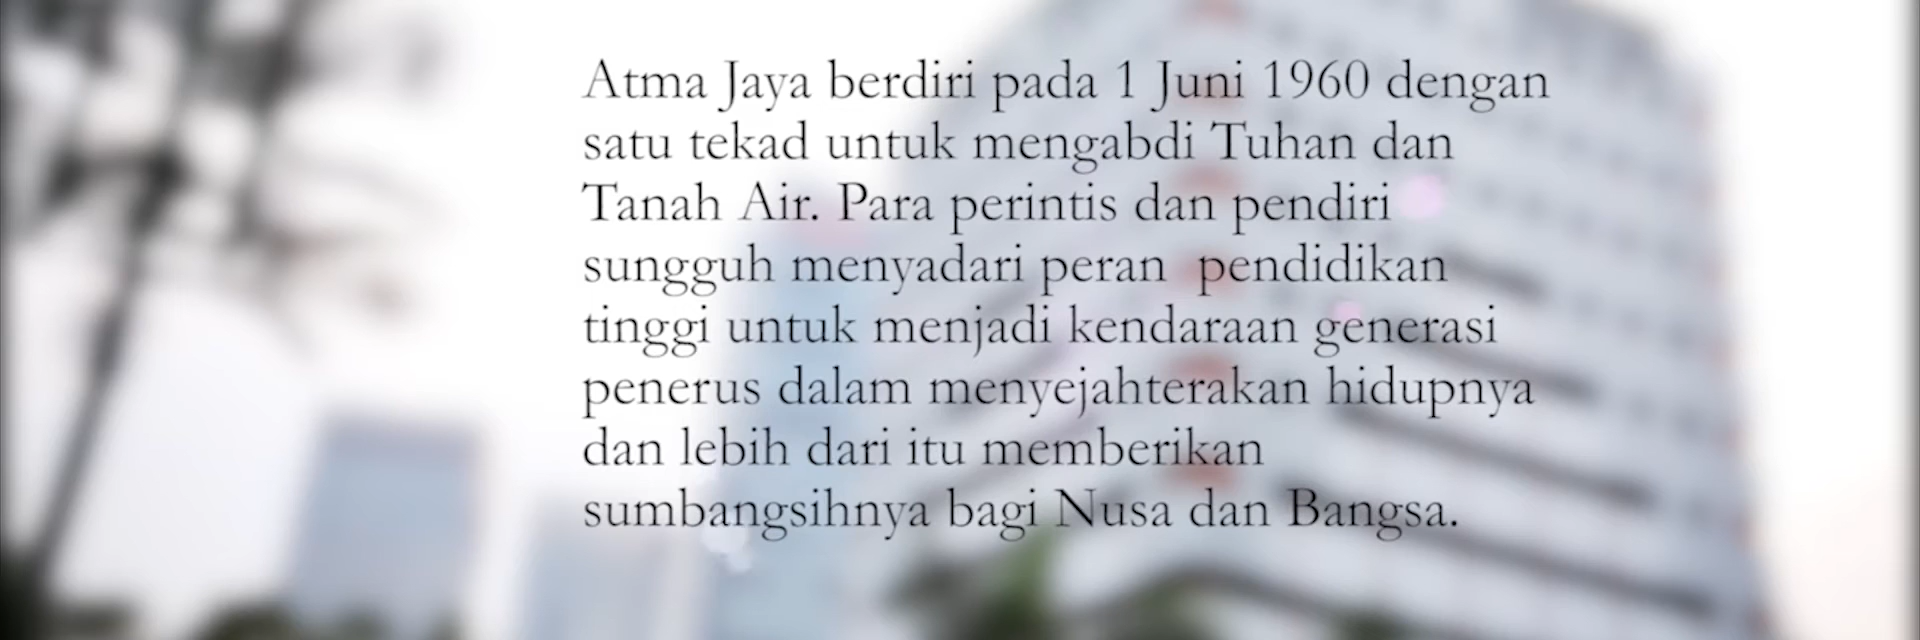 Atma Jaya berdiri pada 1 Juni 1960 dengan
satu tekad untuk mengabdi Tuhan dan
Tanah Air. Para perintis dan pendiri
sungguh menyadari peran  pendidikan
tinggi untuk menjadi kendaraan generasi
penerus dalam menyejahterakan hidupnya
dan lebih dari itu memberikan
sumbangsihnya bagi Nusa dan Bangsa.